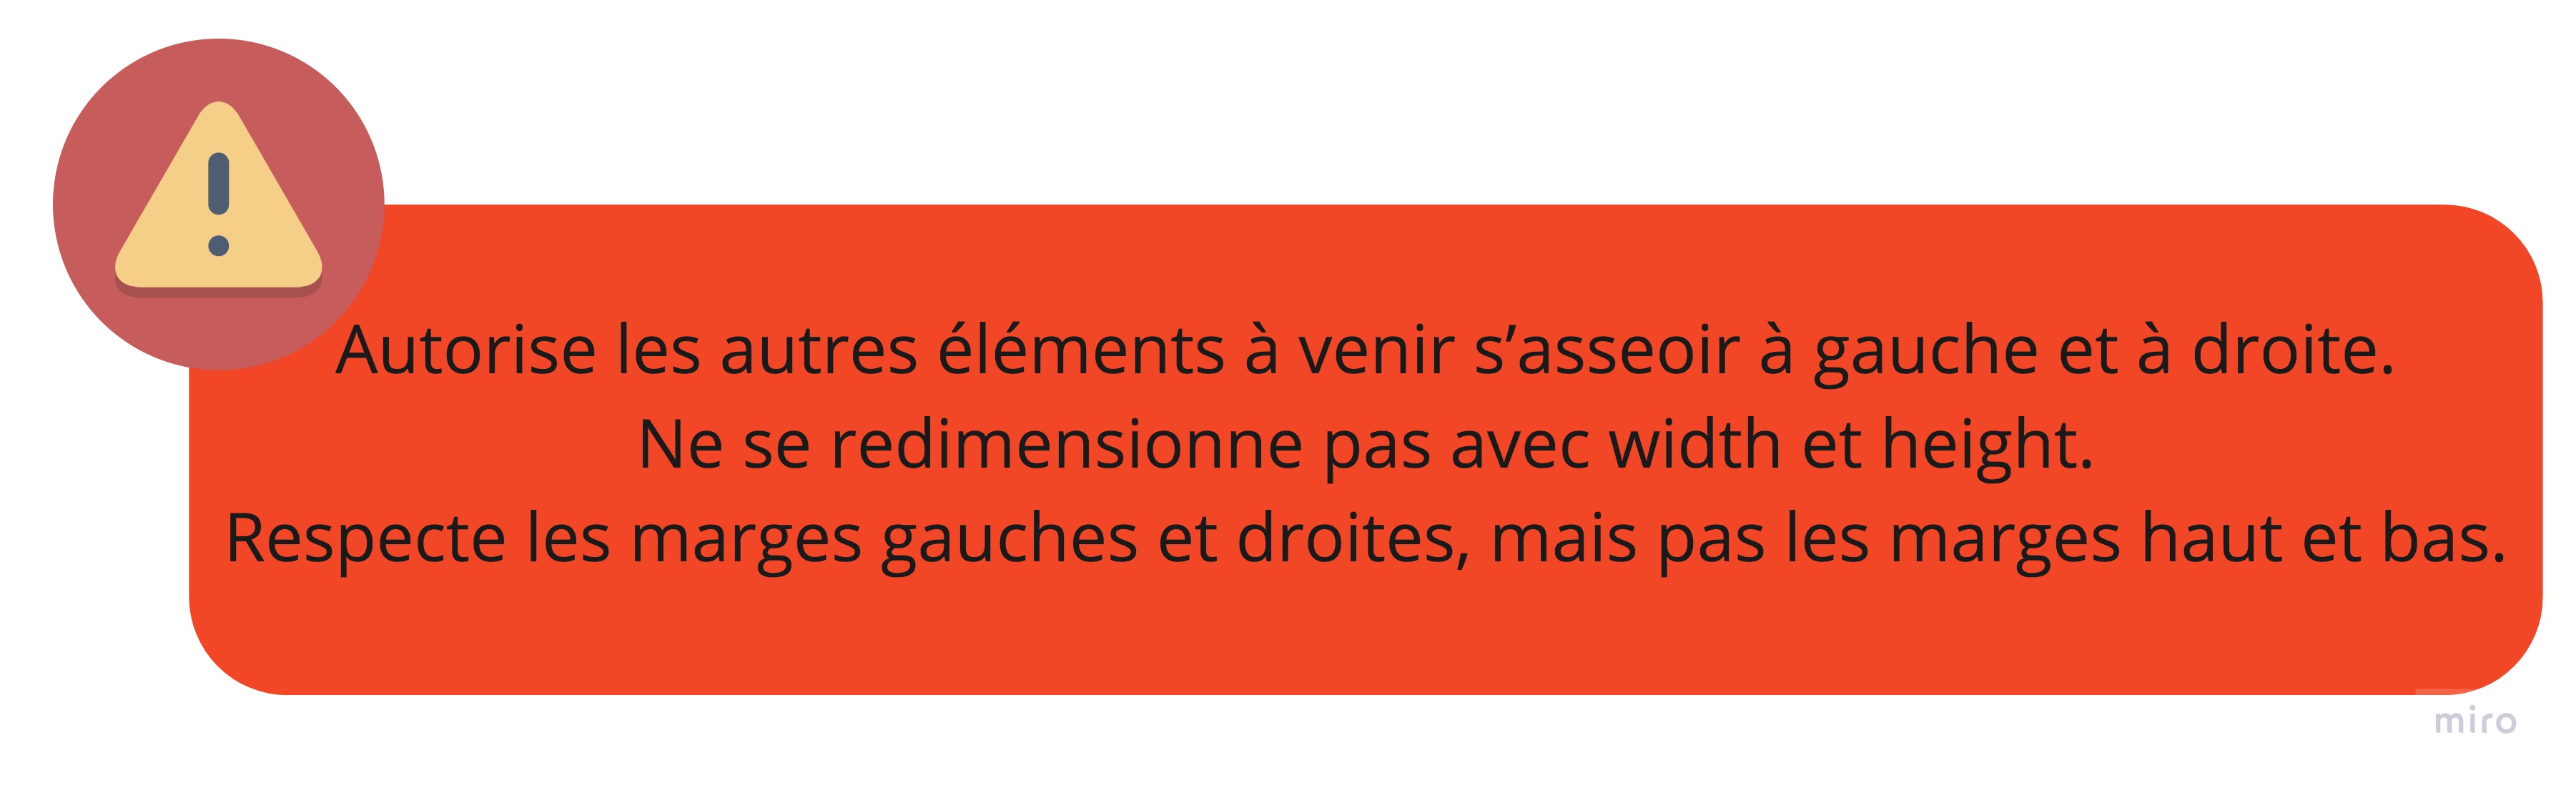 Autorise les autres éléments à venir s’asseoir à gauche et à droite.
Ne se redimensionne pas avec width et height.
Respecte les marges gauches et droites, mais pas les marges haut et bas.
miro